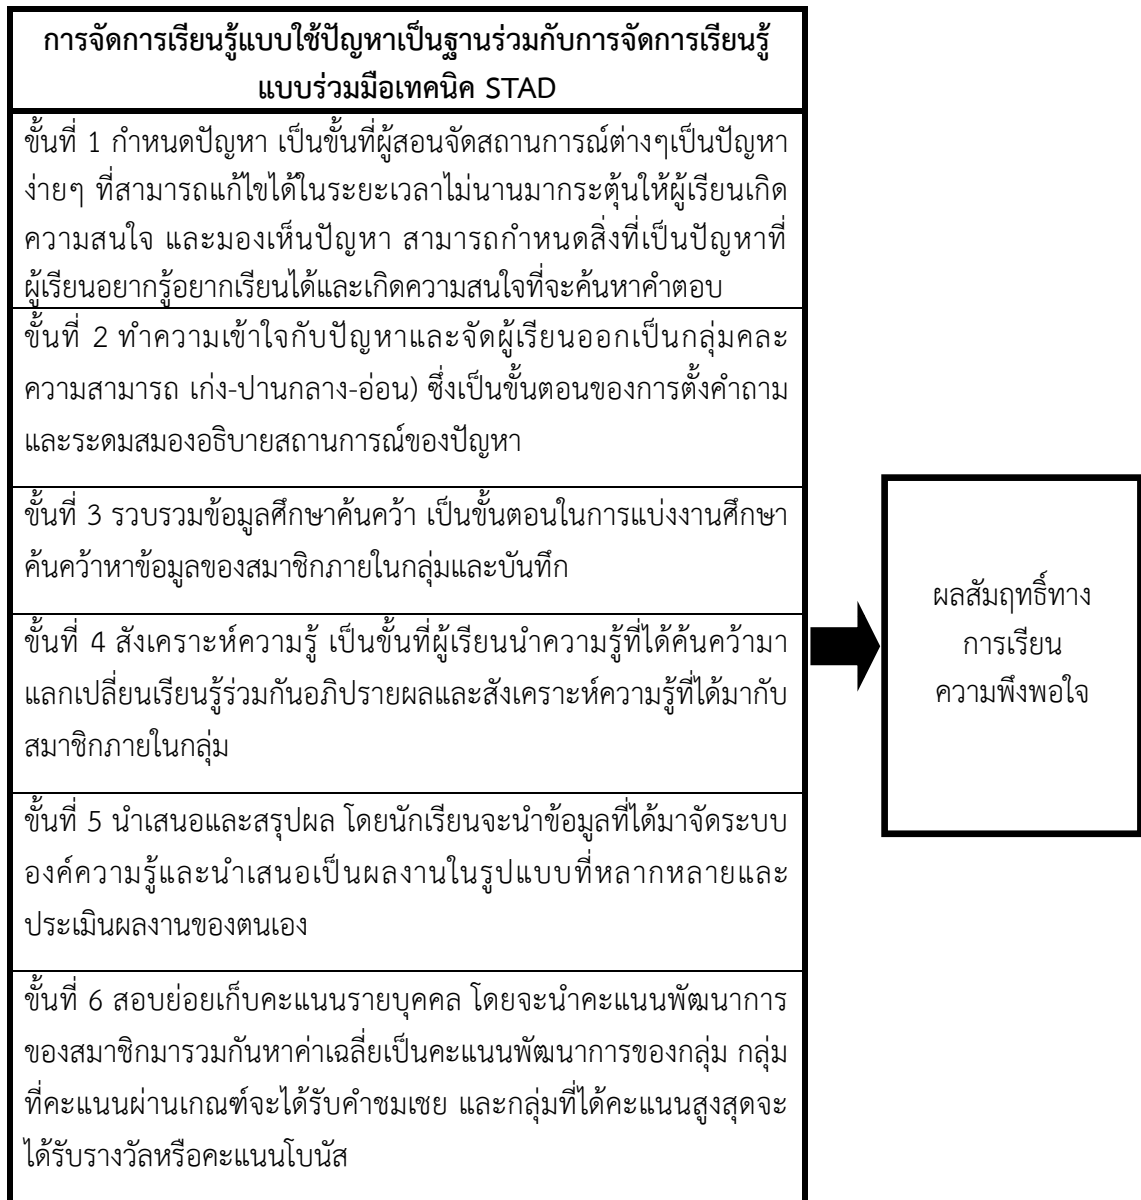 การจัดการเรียนรู้แบบใช้ปัญหาเป็นฐานร่วมกับการจัดการเรียนรู้
แบบร่วมมือเทคนิค STAD
ขั้นที่ 1 กำหนดปัญหา เป็นขั้นที่ผู้สอนจัดสถานการณ์ต่างๆเป็นปัญหา
ง่ายๆ ที่สามารถแก้ไขได้ในระยะเวลาไม่นานมากระตุ้นให้ผู้เรียนเกิด
ความสนใจ และมองเห็นปัญหา สามารถกำหนดสิ่งที่เป็นปัญหาที่
ผู้เรียนอยากรู้อยากเรียนได้และเกิดความสนใจที่จะค้นหาคำตอบ
ขั้นที่ 2 ทำความเข้าใจกับปัญหาและจัดผู้เรียนออกเป็นกลุ่มคละ
ความสามารถ เก่ง-ปานกลาง-อ่อน) ซึ่งเป็นขั้นตอนของการตั้งคำถาม
และระดมสมองอธิบายสถานการณ์ของปัญหา
ขั้นที่ 3 รวบรวมข้อมูลศึกษาค้นคว้า เป็นขั้นตอนในการแบ่งงานศึกษา
ค้นคว้าหาข้อมูลของสมาชิกภายในกลุ่มและบันทึก
ขั้นที่ 4 สังเคราะห์ความรู้ เป็นขั้นที่ผู้เรียนนำความรู้ที่ได้ค้นคว้ามา
แลกเปลี่ยนเรียนรู้ร่วมกันอภิปรายผลและสังเคราะห์ความรู้ที่ได้มากับ
สมาชิกภายในกลุ่ม
ขั้นที่ 5 นำเสนอและสรุปผล โดยนักเรียนจะนำข้อมูลที่ได้มาจัดระบบ
องค์ความรู้และนำเสนอเป็นผลงานในรูปแบบที่หลากหลายและ
ประเมินผลงานของตนเอง
ขั้นที่ 6 สอบย่อยเก็บคะแนนรายบุคคล โดยจะนำคะแนนพัฒนาการ
ของสมาชิกมารวมกันหาค่าเฉลี่ยเป็นคะแนนพัฒนาการของกลุ่ม กลุ่ม
ที่คะแนนผ่านเกณฑ์จะได้รับคำชมเชย และกลุ่มที่ได้คะแนนสูงสุดจะ
ได้รับรางวัลหรือคะแนนโบนัส
ผลสัมฤทธิ์ทาง
การเรียน
ความพึงพอใจ